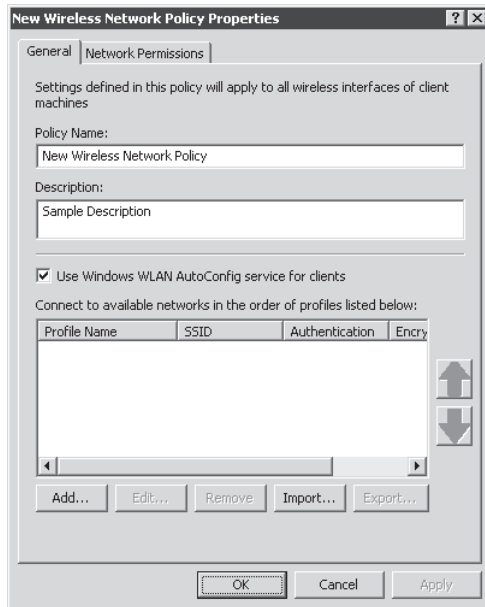 New Wireless Network Policy Properties
General Network Permissions
Settings defined in this policy will apply to all wireless interfaces of client
machines
Policy Name:
New Wireless Network Policy
Description:
Sample Description
Use Windows WLAN AutoConfig service for clients
Connect to available networks in the order of profiles listed below:
Profile Name SSID Authentication Encry
Add... Edit... Remove Import... Export...
OK Cancel Apply